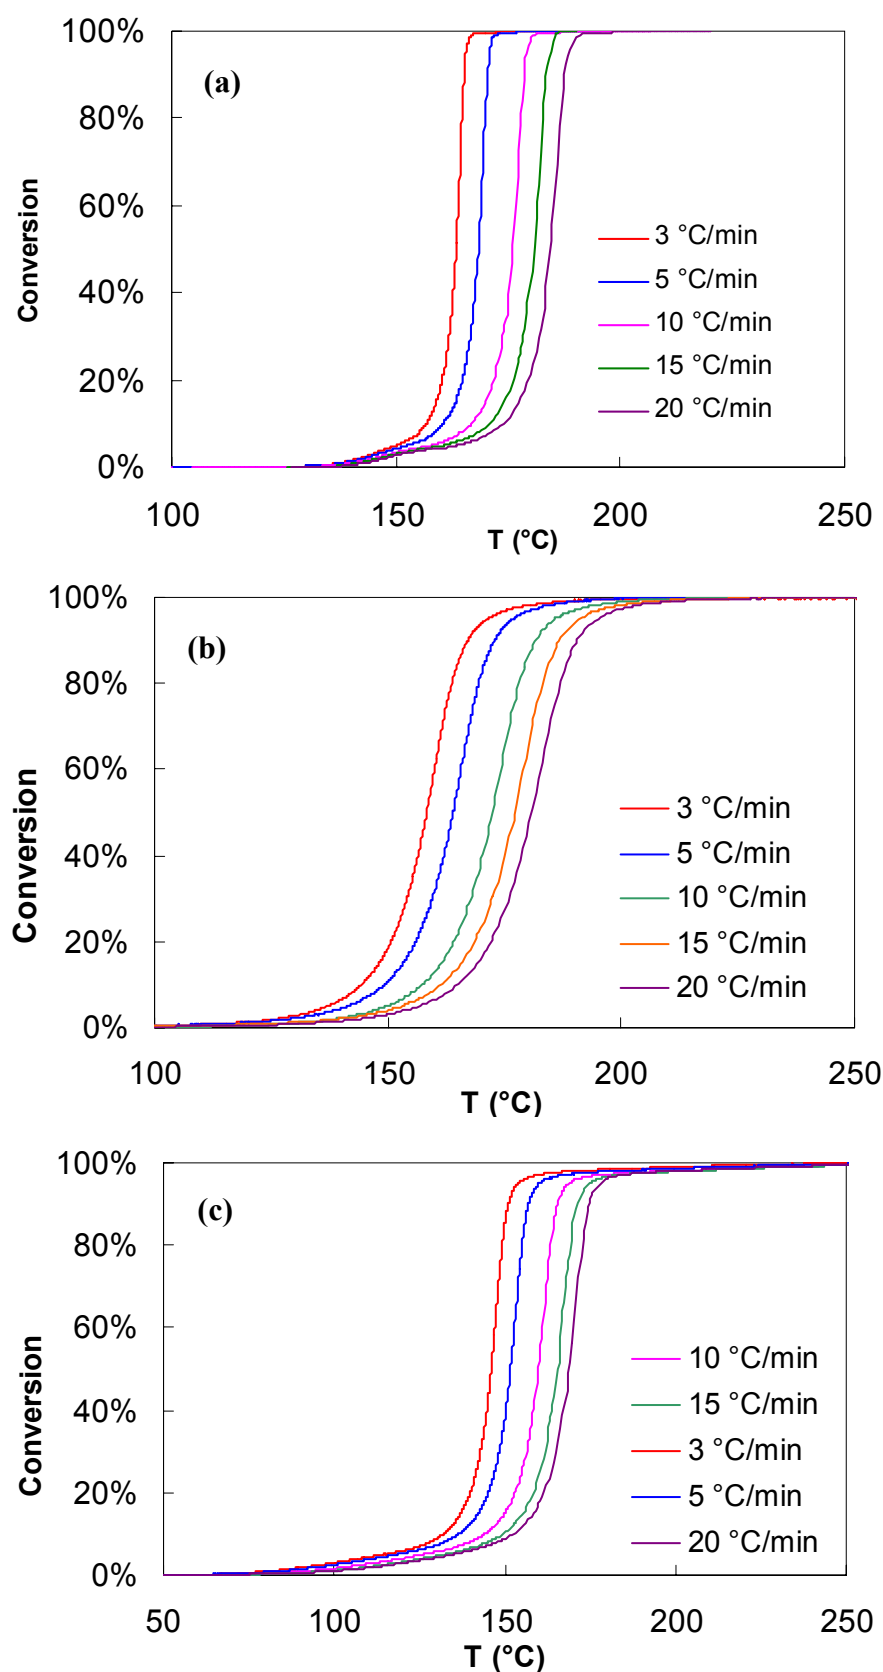 100%
(a)
80%
60%
Conversion
3 °C/min
5 °C/min
40%
10 °C/min
15 °C/min
20%
20 °C/min
0%
100 150 200 250
T (°C)
100%
(b)
80%
60%
Conversion
3 °C/min
5 °C/min
40%
10 °C/min
15 °C/min
20%
20 °C/min
0%
100 150 200 250
T (°C)
100%
(c)
80%
60%
Conversion
10 °C/min
40%
15 °C/min
3 °C/min
20%
5 °C/min
20 °C/min
0%
50 100 150 200 250
T (°C)